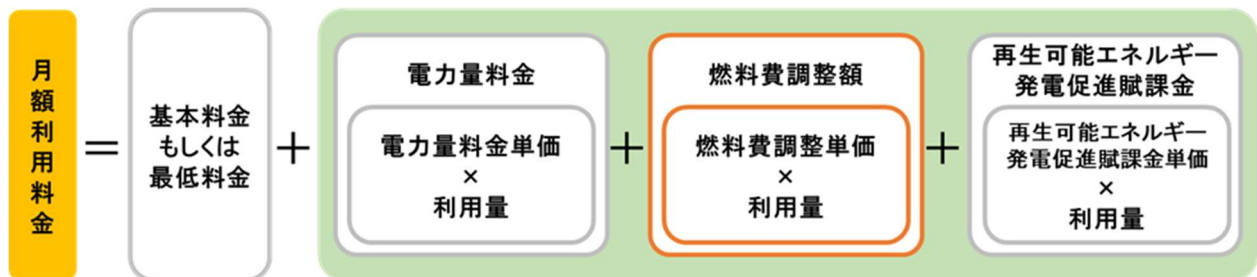 月額利用料金
=
基本料金
もしくは
最低料金
+
電力量料金
電力量料金単価
×
利用量
+
燃料費調整額
燃料費調整単価
×
利用量
+
再生可能エネルギー
発電促進賦課金
再生可能エネルギー
発電促進賦課金単価
×
利用量